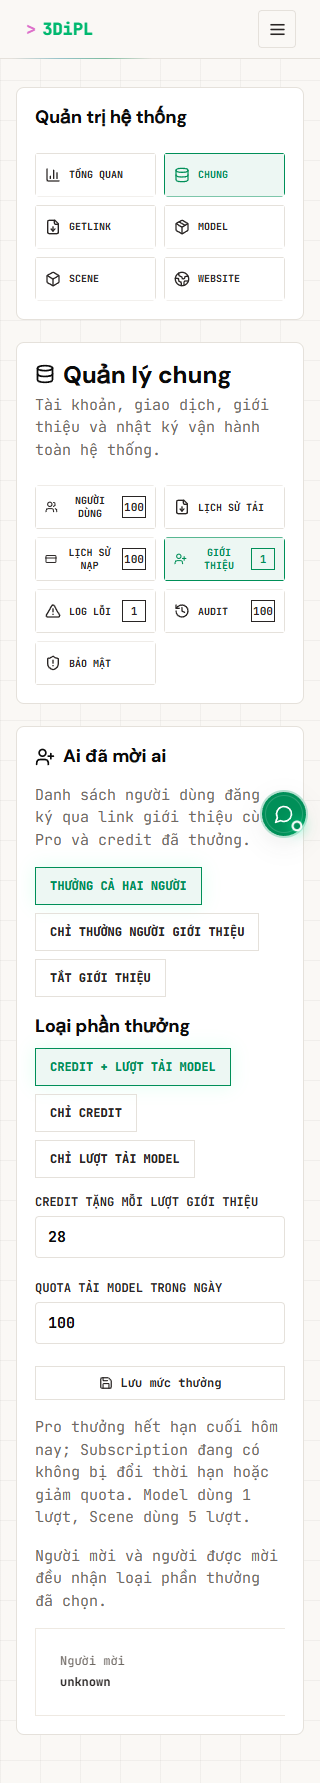 > 3DiPL
Quản trị hệ thống
TỔNG QUAN
CHUNG
GETLINK
MODEL
SCENE
WEBSITE
Quản lý chung
Tài khoản, giao dịch, giới
thiệu và nhật ký vận hành
toàn hệ thống.
NGƯỜI
DÙNG
100
LỊCH SỬ TẢI
LỊCH SỬ
NẠP
100
GIỚI
THIỆU
1
LOG LỖI
1
AUDIT
100
BẢO MẬT
Ai đã mời ai
Danh sách người dùng đăng
ký qua link giới thiệu cù
Pro và credit đã thưởng.
THƯỞNG CẢ HAI NGƯỜI
CHỈ THƯỞNG NGƯỜI GIỚI THIỆU
TẮT GIỚI THIỆU
Loại phần thưởng
CREDIT + LƯỢT TẢI MODEL
CHỈ CREDIT
CHỈ LƯỢT TẢI MODEL
CREDIT TẶNG MỖI LƯỢT GIỚI THIỆU
28
QUOTA TẢI MODEL TRONG NGÀY
100
Lưu mức thưởng
Pro thưởng hết hạn cuối hôm
nay; Subscription đang có
không bị đổi thời hạn hoặc
giảm quota. Model dùng 1
lượt, Scene dùng 5 lượt.
Người mời và người được mời
đều nhận loại phần thưởng
đã chọn.
Người mời
unknown